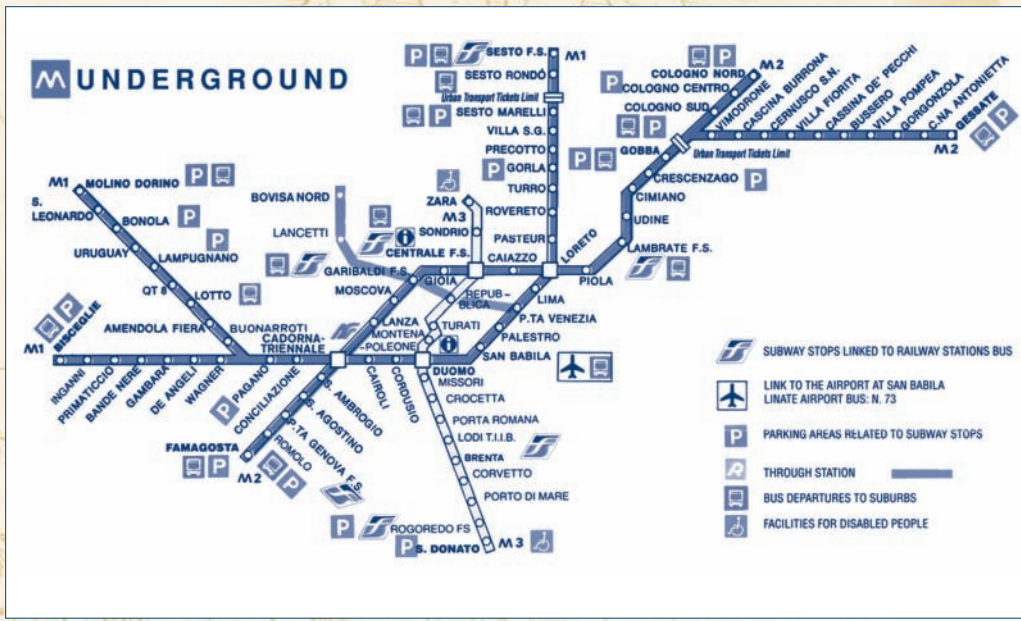 M UNDERGROUND
SESTO F.S.
M1
SESTO RONDÓ
Urban Transport Tickets Limit
SESTO MARELLI
VILLA S.G.
PRECOTTO
GORLA
TURRO
ROVERETO
PASTEUR
LORETO
COLOGNO NORD
M2
COLOGNO CENTRO
COLOGNO SUD
VIMODRONE
CASCINA BURRONA
CERNUSCO S.N.
VILLA FIORITA
CASSINA DE' PECCHI
BUSSERO
VILLA POMPEA
GORGONZOLA
C.NA ANTONIETTA
GESSATE
M2
Urban Transport Tickets Limit
GOBBA
CRESCENZAGO
CIMIANO
UDINE
LAMBRATE F.S.
PIOLA
M1
MOLINO DORINO
S.
LEONARDO
BONOLA
URUGUAY
LAMPUGNANO
QT 8
LOTTO
AMENDOLA FIERA
BUONARROTI
BOVISA NORD
LANCETTI
ZARA
M3
SONDRIO
CENTRALE F.S.
CAIAZZO
GARIBALDI F.S.
GIOIA
MOSCOVA
REPUB-
BLICA
LIMA
P.TA VENEZIA
LANZA
TURATI
MONTENA
-POLEONE
PALESTRO
SAN BABILA
CADORNA-
TRIENNALE
DUOMO
M1
BISCEGLIE
INGANNI
PRIMATICCIO
BANDE NERE
GAMBARA
DE ANGELI
WAGNER
PAGANO
CONCILIAZIONE
CAIROLI
CORDUSIO
S. AMBROGIO
S. AGOSTINO
P.TA GENOVA F.S.
ROMOLO
FAMAGOSTA
M2
MISSORI
CROCETTA
PORTA ROMANA
LODI T.I.I.B.
BRENTA
CORVETTO
PORTO DI MARE
ROGOREDO FS
S. DONATO
M3
SUBWAY STOPS LINKED TO RAILWAY STATIONS BUS
LINK TO THE AIRPORT AT SAN BABILA
LINATE AIRPORT BUS: N. 73
P PARKING AREAS RELATED TO SUBWAY STOPS
THROUGH STATION
BUS DEPARTURES TO SUBURBS
FACILITIES FOR DISABLED PEOPLE